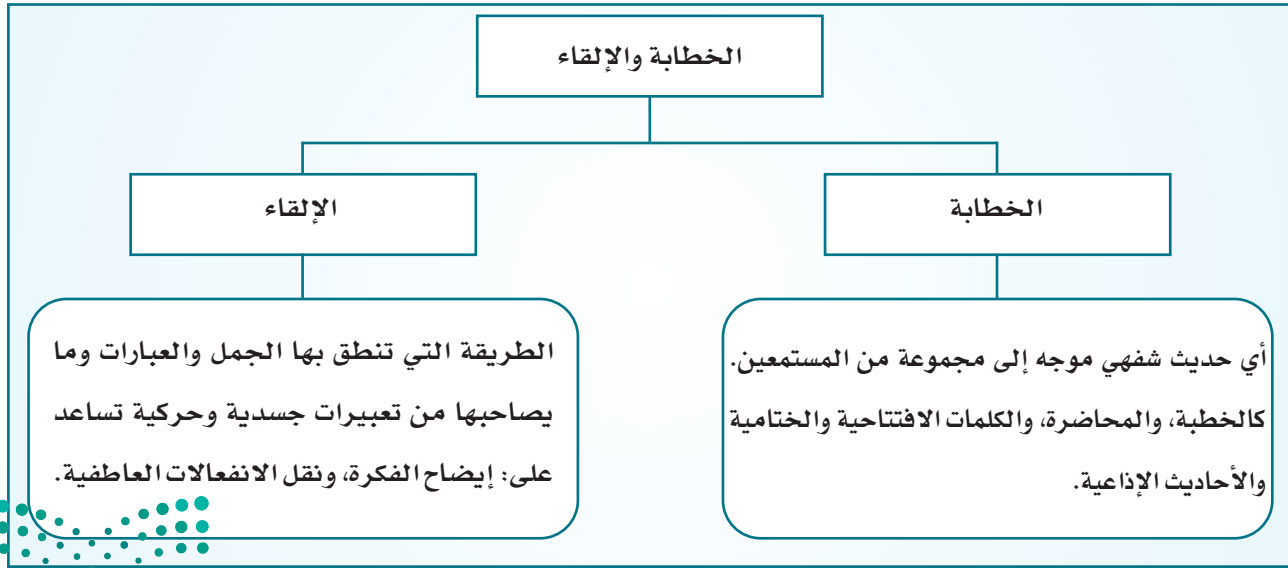 الخطابة والإلقاء
الخطابة
الإلقاء
أي حديث شفهي موجه إلى مجموعة من المستمعين.
كالخطبة، والمحاضرة، والكلمات الافتتاحية والختامية
والأحاديث الإذاعية.
الطريقة التي تنطق بها الجمل والعبارات وما
يصاحبها من تعبيرات جسدية وحركية تساعد
على: إيضاح الفكرة، ونقل الانفعالات العاطفية.